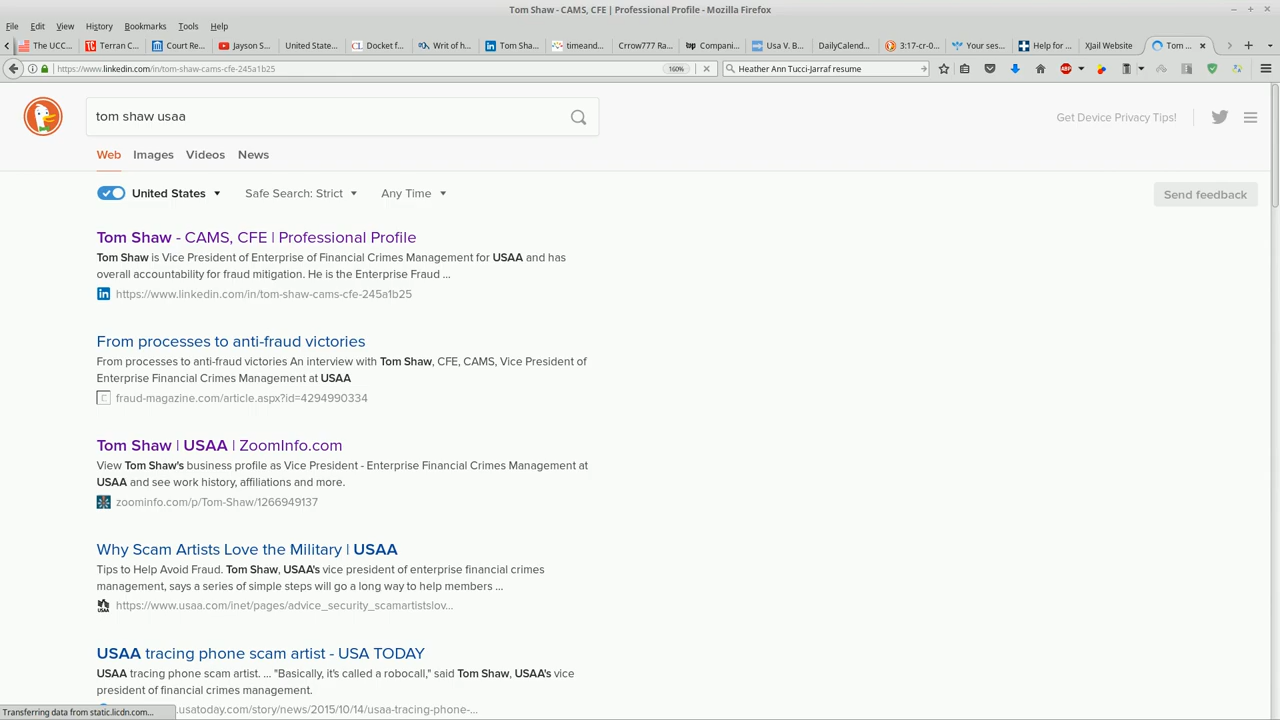 Tom Shaw - CAMS, CFE | Professional Profile - Mozilla Firefox
File Edit View History Bookmarks Tools Help
The UCC... Terran C... Court Re... Jayson S... United State... Docket f... Writ of h... Tom Sha... timeand... Crrow777 Ra... Compani... Usa V. B... DailyCalend... 3:17-cr-0... Your ses... Help for ... XJail Website Tom ...
https://www.linkedin.com/in/tom-shaw-cams-cfe-245a1b25 160% Heather Ann Tucci-Jarraf resume
tom shaw usaa
Get Device Privacy Tips!
Web Images Videos News
United States Safe Search: Strict Any Time
Send feedback
Tom Shaw - CAMS, CFE | Professional Profile
Tom Shaw is Vice President of Enterprise of Financial Crimes Management for USAA and has
overall accountability for fraud mitigation. He is the Enterprise Fraud ...
https://www.linkedin.com/in/tom-shaw-cams-cfe-245a1b25
From processes to anti-fraud victories
From processes to anti-fraud victories An interview with Tom Shaw, CFE, CAMS, Vice President of
Enterprise Financial Crimes Management at USAA
fraud-magazine.com/article.aspx?id=4294990334
Tom Shaw | USAA | ZoomInfo.com
View Tom Shaw's business profile as Vice President - Enterprise Financial Crimes Management at
USAA and see work history, affiliations and more.
zoominfo.com/p/Tom-Shaw/1266949137
Why Scam Artists Love the Military | USAA
Tips to Help Avoid Fraud. Tom Shaw, USAA's vice president of enterprise financial crimes
management, says a series of simple steps will go a long way to help members ...
https://www.usaa.com/inet/pages/advice_security_scamartistslov...
USAA tracing phone scam artist - USA TODAY
USAA tracing phone scam artist. ... "Basically, it's called a robocall," said Tom Shaw, USAA's vice
president of financial crimes management.
.usatoday.com/story/news/2015/10/14/usaa-tracing-phone-...
Transferring data from static.licdn.com...